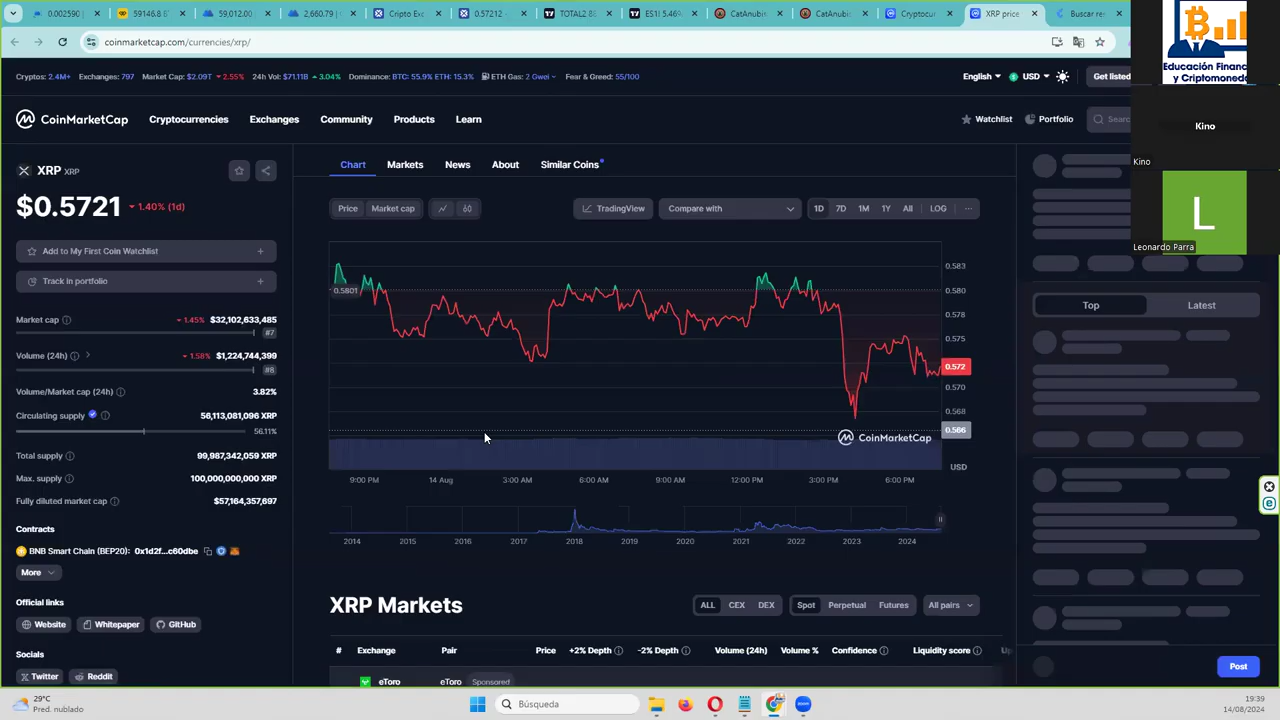 0.002590
59146.8 B
59,012.00
2,660.79 |
Cripto Exc
0.57212 -
TOTAL2 88
ES1! 5.46%
CatAnubis
CatAnubis
Cryptocur
XRP price
Buscar res
coinmarketcap.com/currencies/xrp/
Cryptos: 2.4M+ Exchanges: 797 Market Cap: $2.09T 2.55% 24h Vol: $71.11B 3.04% Dominance: BTC: 55.9% ETH: 15.3% ETH Gas: 2 Gwei Fear & Greed: 55/100
English USD Get listed
CoinMarketCap Cryptocurrencies Exchanges Community Products Learn
Watchlist Portfolio Searc
XRP XRP
$0.5721 1.40% (1d)
Add to My First Coin Watchlist +
Track in portfolio +
Market cap 1.45% $32,102,633,485
#7
Volume (24h) 1.58% $1,224,744,399
#8
Volume/Market cap (24h) 3.82%
Circulating supply 56,113,081,096 XRP
56.11%
Total supply 99,987,342,059 XRP
Max. supply 100,000,000,000 XRP
Fully diluted market cap $57,164,357,697
Contracts
BNB Smart Chain (BEP20): 0x1d2f...c60dbe
More
Official links
Website Whitepaper GitHub
Socials
Twitter Reddit
Chart Markets News About Similar Coins
Price Market cap
TradingView Compare with 1D 7D 1M 1Y All LOG ...
0.5801
0.583
0.580
0.578
0.575
0.572
0.570
0.568
0.566
CoinMarketCap
USD
9:00 PM 14 Aug 3:00 AM 6:00 AM 9:00 AM 12:00 PM 3:00 PM 6:00 PM
2014 2015 2016 2017 2018 2019 2020 2021 2022 2023 2024
XRP Markets
ALL CEX DEX Spot Perpetual Futures All pairs
# Exchange Pair Price +2% Depth -2% Depth Volume (24h) Volume % Confidence Liquidity score Up
eToro eToro Sponsored
Top Latest
Post
Educación Finan
y Criptomoned
Kino
Kino
L
Leonardo Parra
29°C
Pred. nublado
Búsqueda
zoom
19:39
14/08/2024